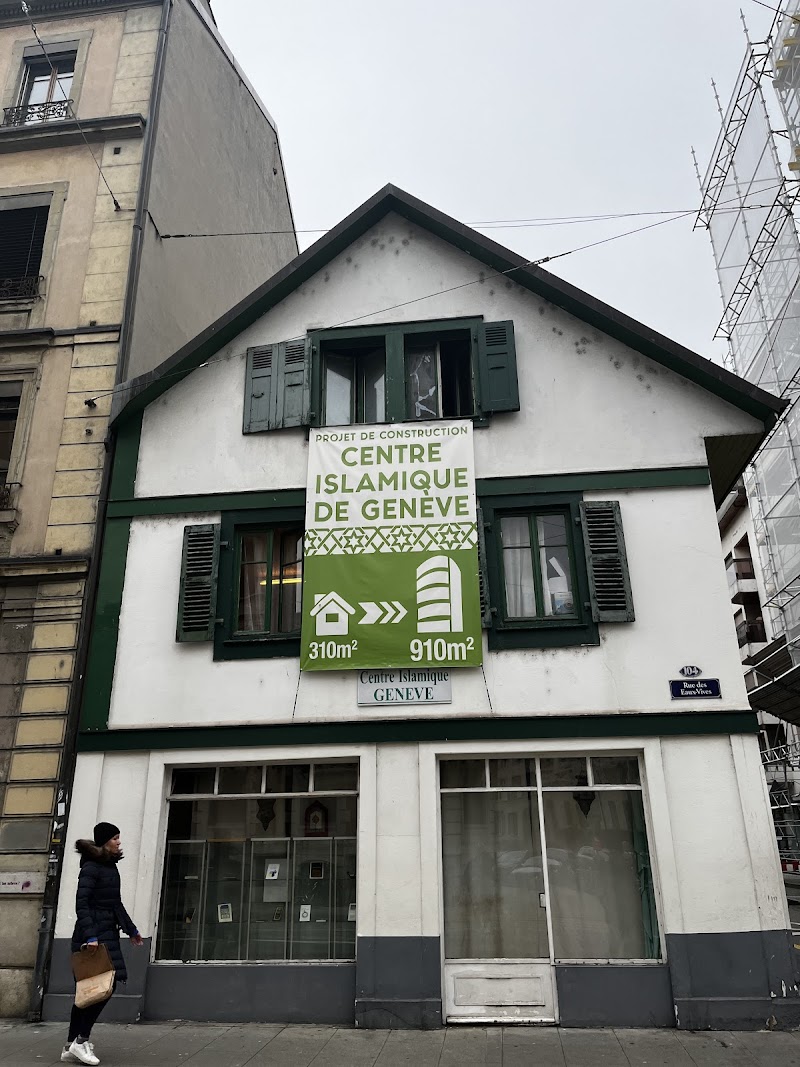 PROJET DE CONSTRUCTION
CENTRE
ISLAMIQUE
DE GENÈVE
310m²
910m²
Centre Islamique
GENEVE
104
Rue des
Eaux-Vives